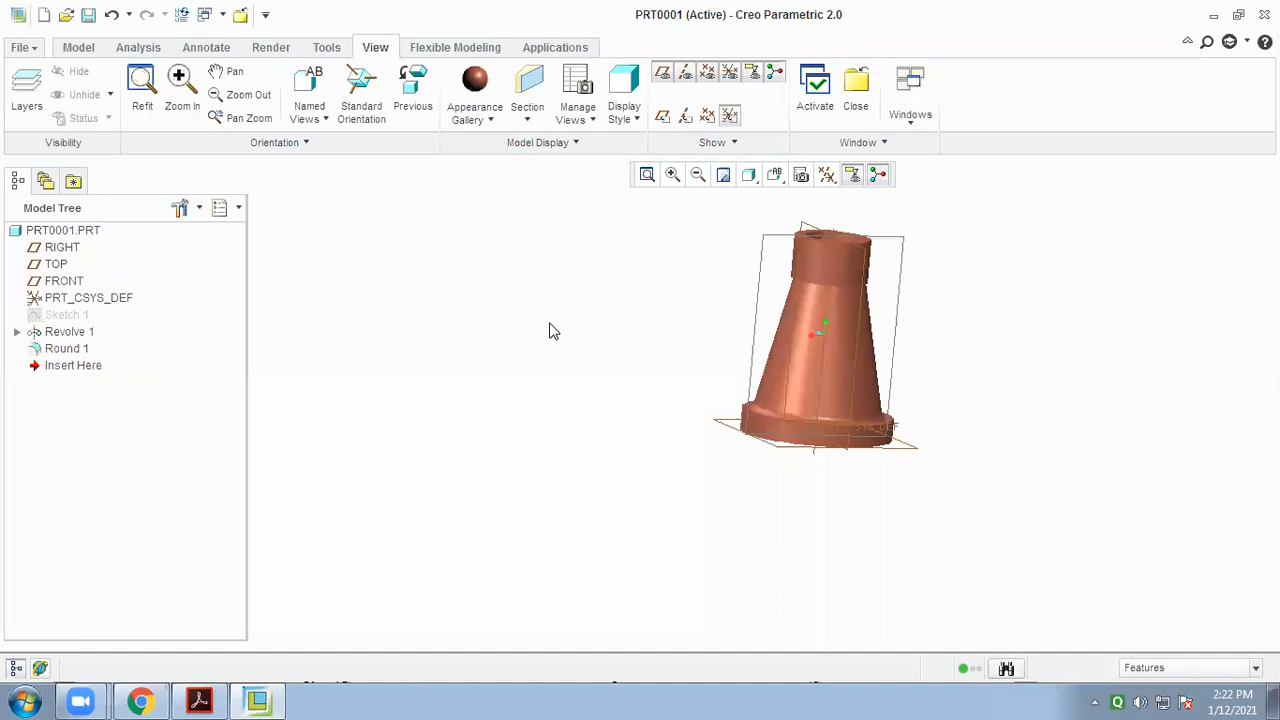 PRT0001 (Active) - Creo Parametric 2.0
File Model Analysis Annotate Render Tools View Flexible Modeling Applications
Layers
Hide
Unhide
Status
Refit
Zoom In
Pan
Zoom Out
Pan Zoom
Named Views
Standard Orientation
Previous
Appearance Gallery
Section
Manage Views
Display Style
Activate
Close
Windows
Visibility Orientation Model Display Show Window
Model Tree
PRT0001.PRT
RIGHT
TOP
FRONT
PRT_CSYS_DEF
Sketch 1
Revolve 1
Round 1
Insert Here
Features
2:22 PM
1/12/2021